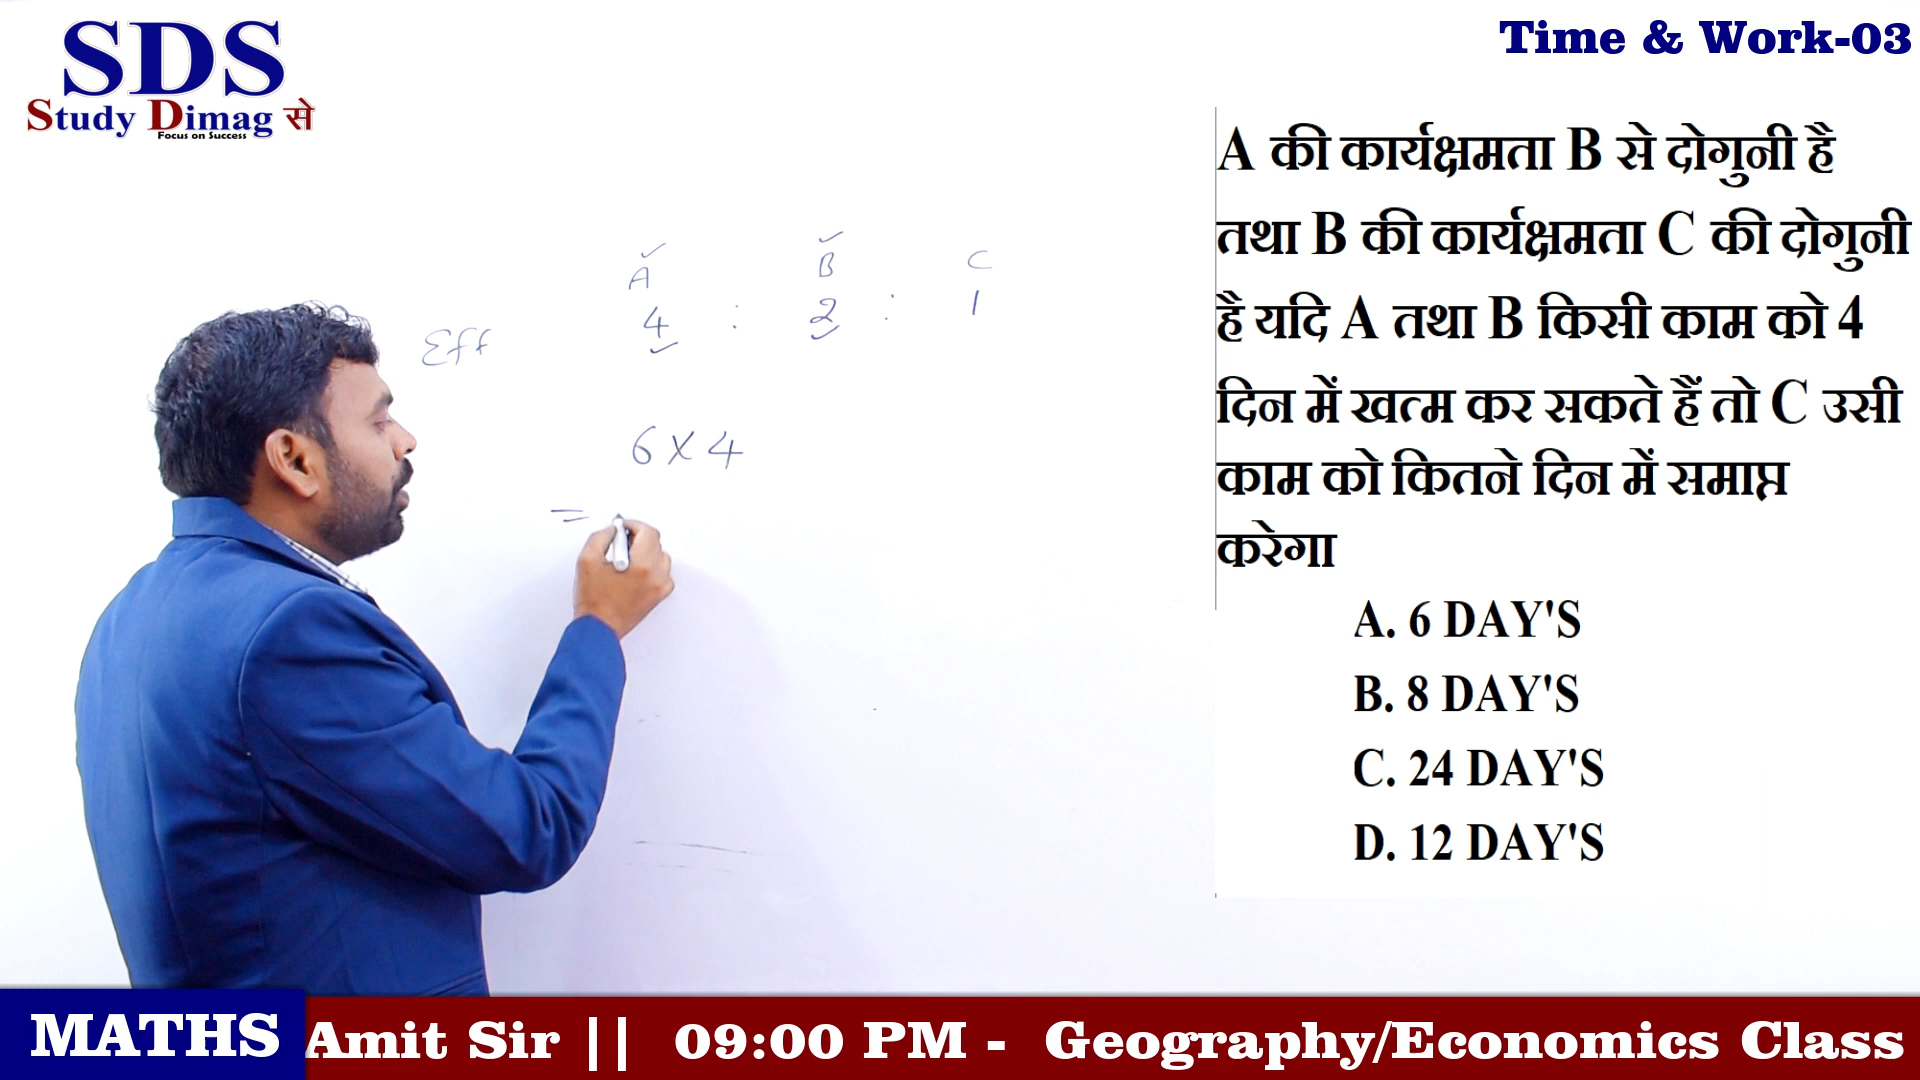 SDS
Study Dimag से
Focus on Success
Time & Work-03
A की कार्यक्षमता B से दोगुनी है
तथा B की कार्यक्षमता C की दोगुनी
है यदि A तथा B किसी काम को 4
दिन में खत्म कर सकते हैं तो C उसी
काम को कितने दिन में समाप्त
करेगा
A. 6 DAY'S
B. 8 DAY'S
C. 24 DAY'S
D. 12 DAY'S
A B C
Eff 4 : 2 : 1
6 X 4
=
MATHS Amit Sir || 09:00 PM - Geography/Economics Class